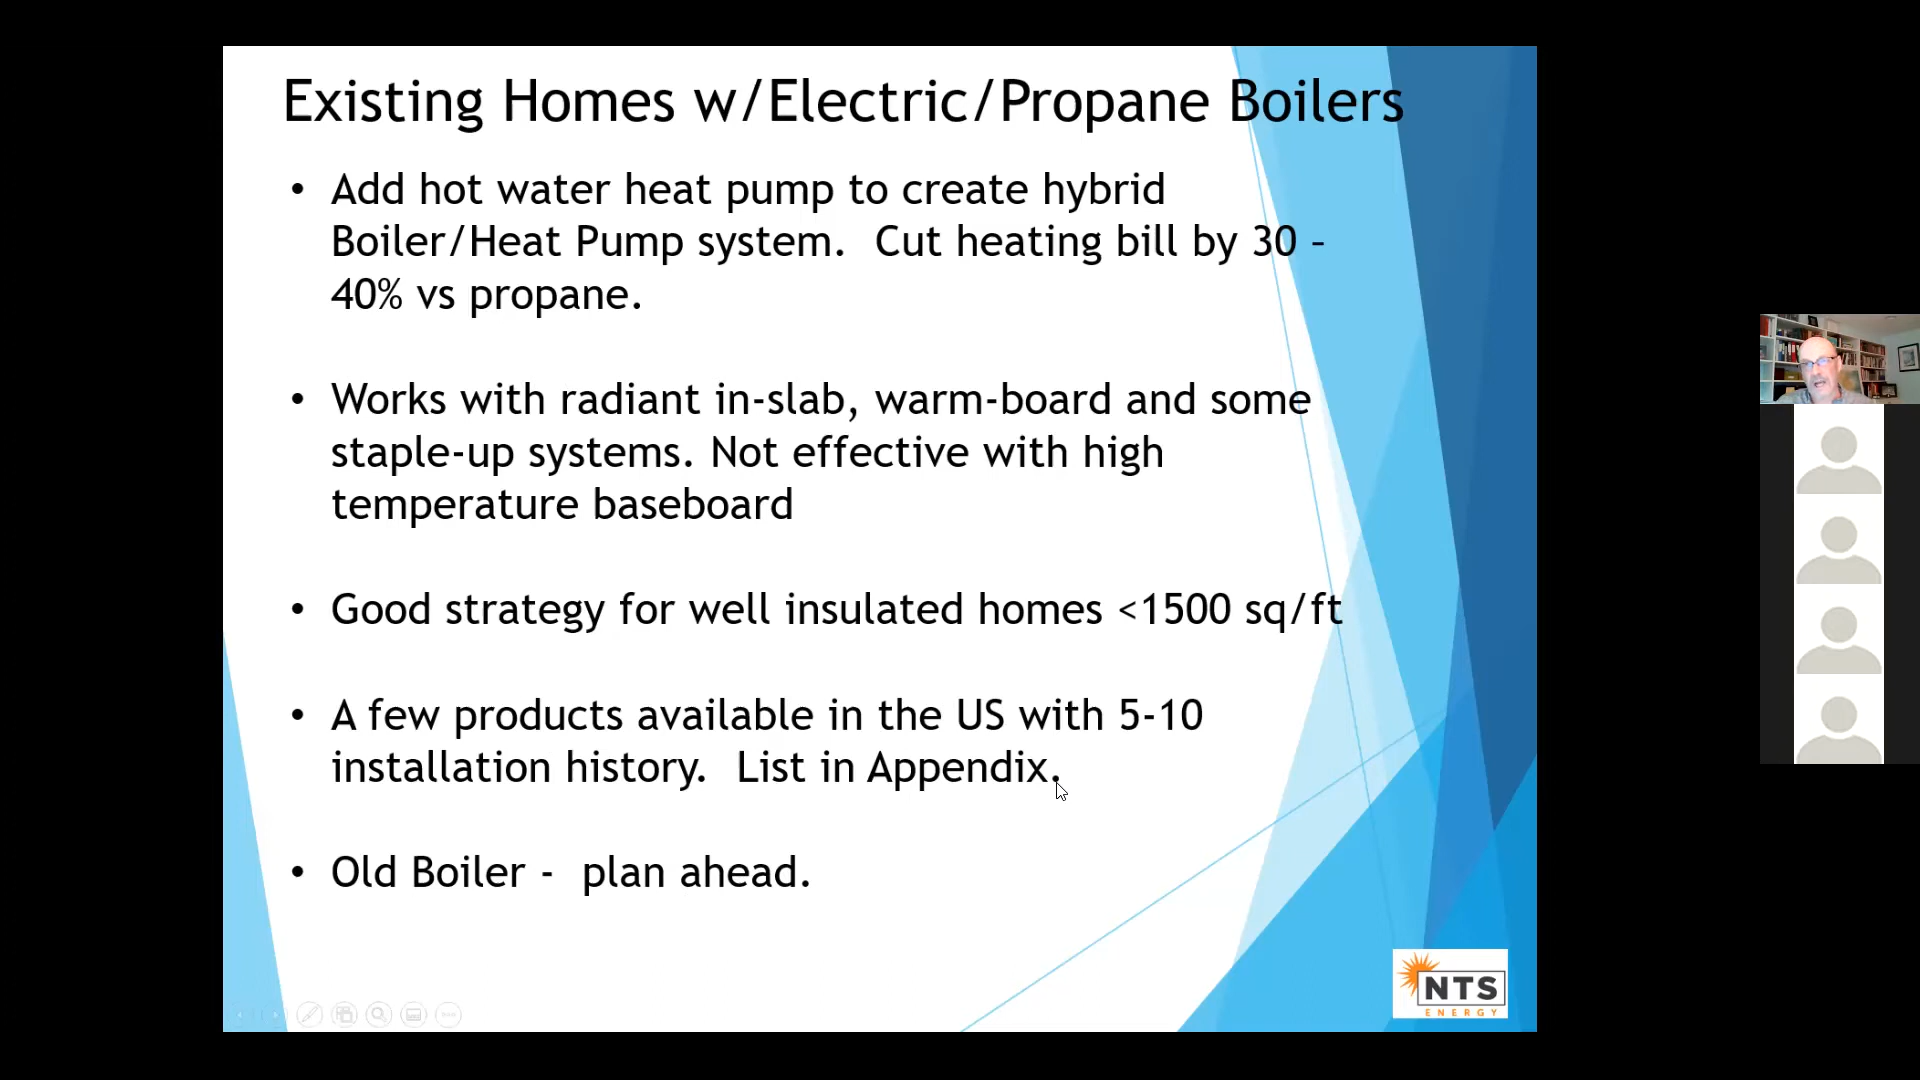 Existing Homes w/Electric/Propane Boilers
• Add hot water heat pump to create hybrid
Boiler/Heat Pump system.  Cut heating bill by 30 –
40% vs propane.
• Works with radiant in-slab, warm-board and some
staple-up systems. Not effective with high
temperature baseboard
• Good strategy for well insulated homes <1500 sq/ft
• A few products available in the US with 5-10
installation history.  List in Appendix.
• Old Boiler -  plan ahead.
NTS
ENERGY